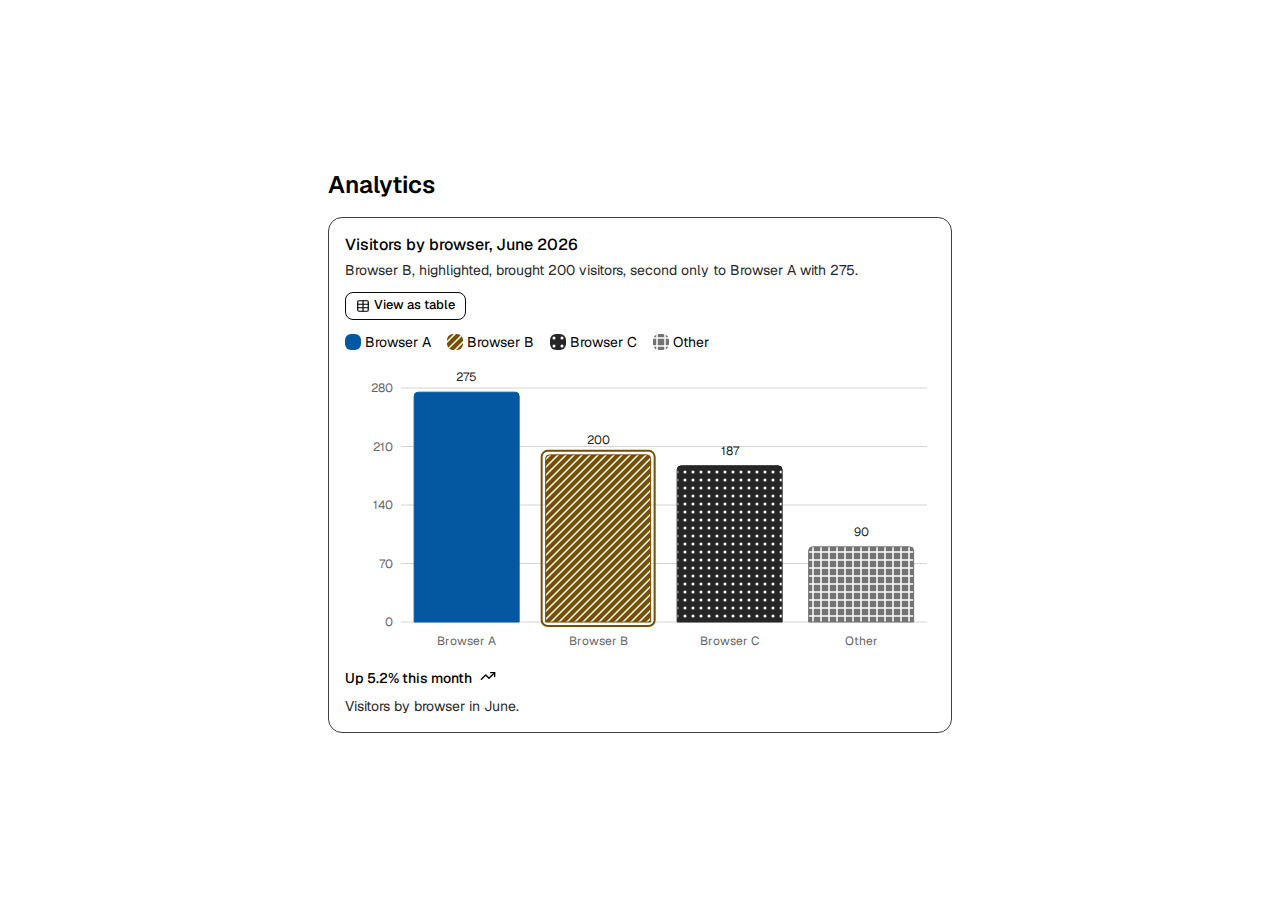 Analytics
Visitors by browser, June 2026
Browser B, highlighted, brought 200 visitors, second only to Browser A with 275.
View as table
Browser A Browser B Browser C Other
275
280
200
210
187
140
90
70
0
Browser A Browser B Browser C Other
Up 5.2% this month
Visitors by browser in June.